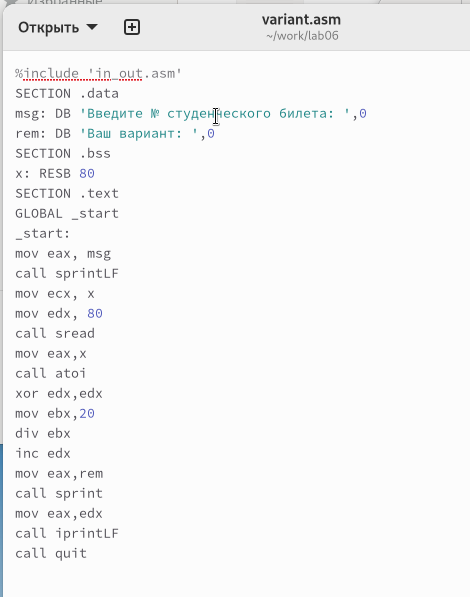 Избранные
Открыть
variant.asm
~/work/lab06
%include 'in_out.asm'
SECTION .data
msg: DB 'Введите № студенческого билета: ',0
rem: DB 'Ваш вариант: ',0
SECTION .bss
x: RESB 80
SECTION .text
GLOBAL _start
_start:
mov eax, msg
call sprintLF
mov ecx, x
mov edx, 80
call sread
mov eax,x
call atoi
xor edx,edx
mov ebx,20
div ebx
inc edx
mov eax,rem
call sprint
mov eax,edx
call iprintLF
call quit